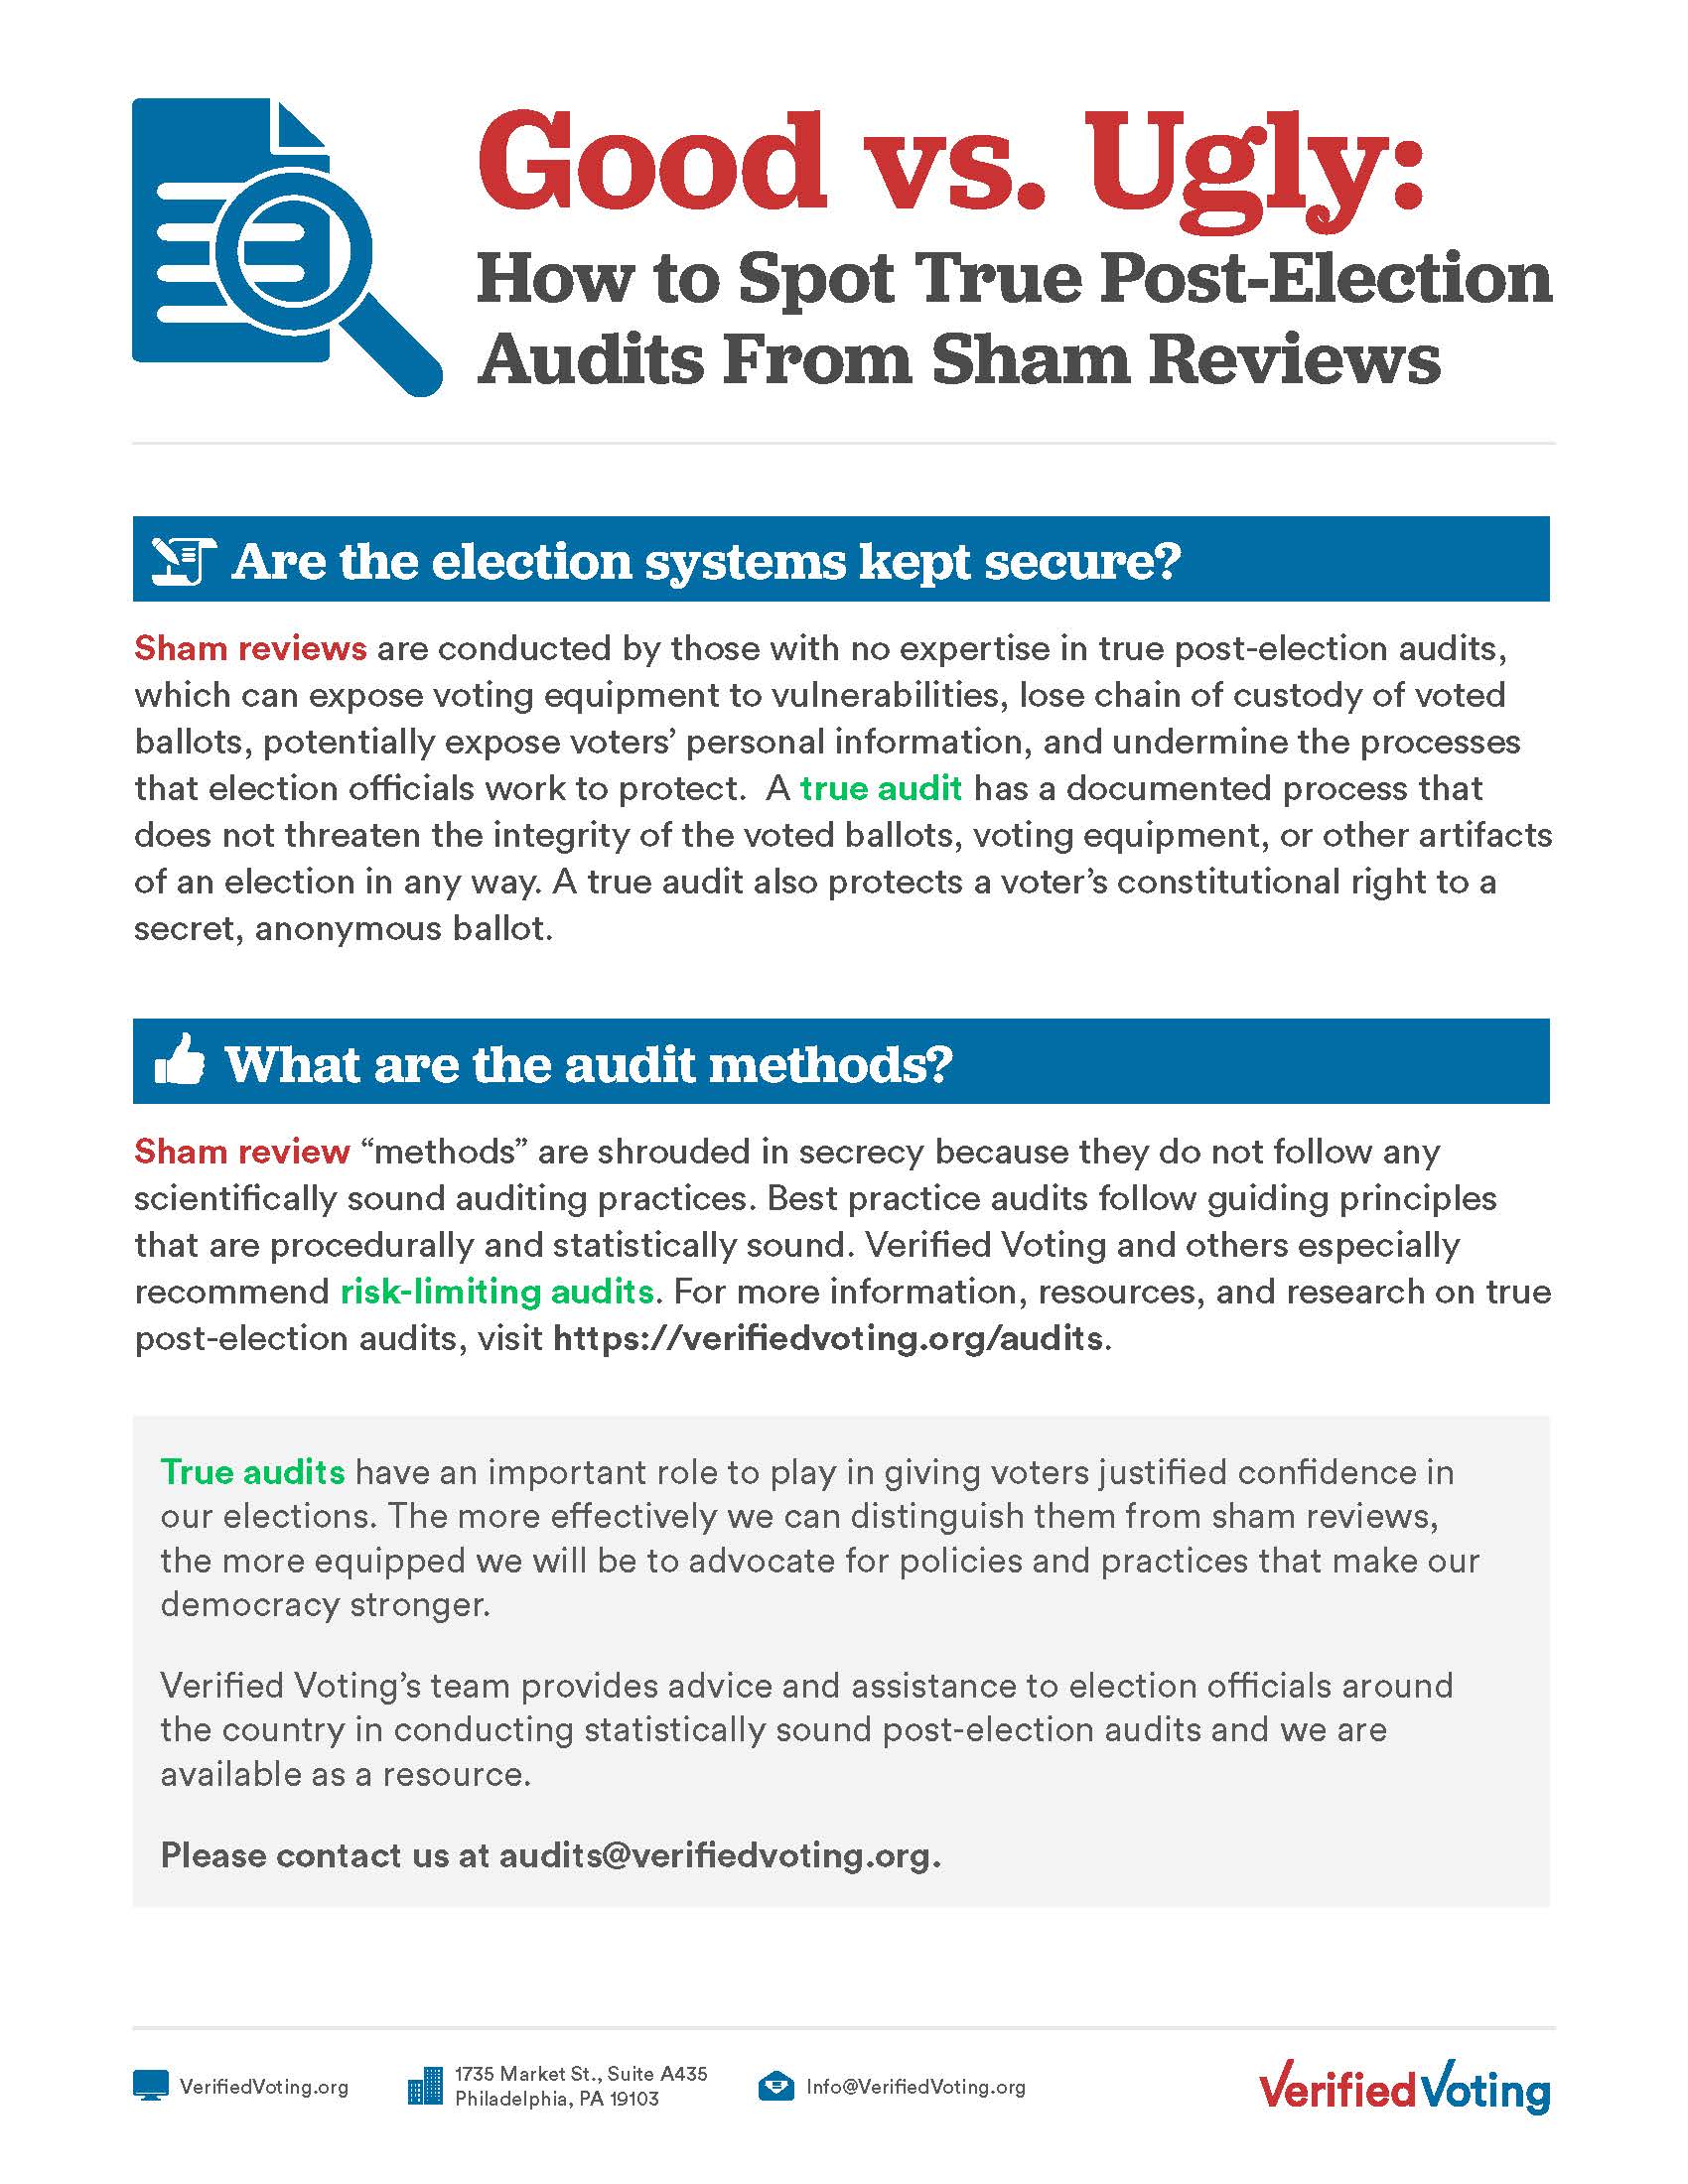 Good vs. Ugly:
How to Spot True Post-Election
Audits From Sham Reviews
Are the election systems kept secure?
Sham reviews are conducted by those with no expertise in true post-election audits,
which can expose voting equipment to vulnerabilities, lose chain of custody of voted
ballots, potentially expose voters’ personal information, and undermine the processes
that election officials work to protect.  A true audit has a documented process that
does not threaten the integrity of the voted ballots, voting equipment, or other artifacts
of an election in any way. A true audit also protects a voter’s constitutional right to a
secret, anonymous ballot.
What are the audit methods?
Sham review “methods” are shrouded in secrecy because they do not follow any
scientifically sound auditing practices. Best practice audits follow guiding principles
that are procedurally and statistically sound. Verified Voting and others especially
recommend risk-limiting audits. For more information, resources, and research on true
post-election audits, visit https://verifiedvoting.org/audits.
True audits have an important role to play in giving voters justified confidence in
our elections. The more effectively we can distinguish them from sham reviews,
the more equipped we will be to advocate for policies and practices that make our
democracy stronger.
Verified Voting’s team provides advice and assistance to election officials around
the country in conducting statistically sound post-election audits and we are
available as a resource.
Please contact us at audits@verifiedvoting.org.
VerifiedVoting.org
1735 Market St., Suite A435
Philadelphia, PA 19103
Info@VerifiedVoting.org
VerifiedVoting